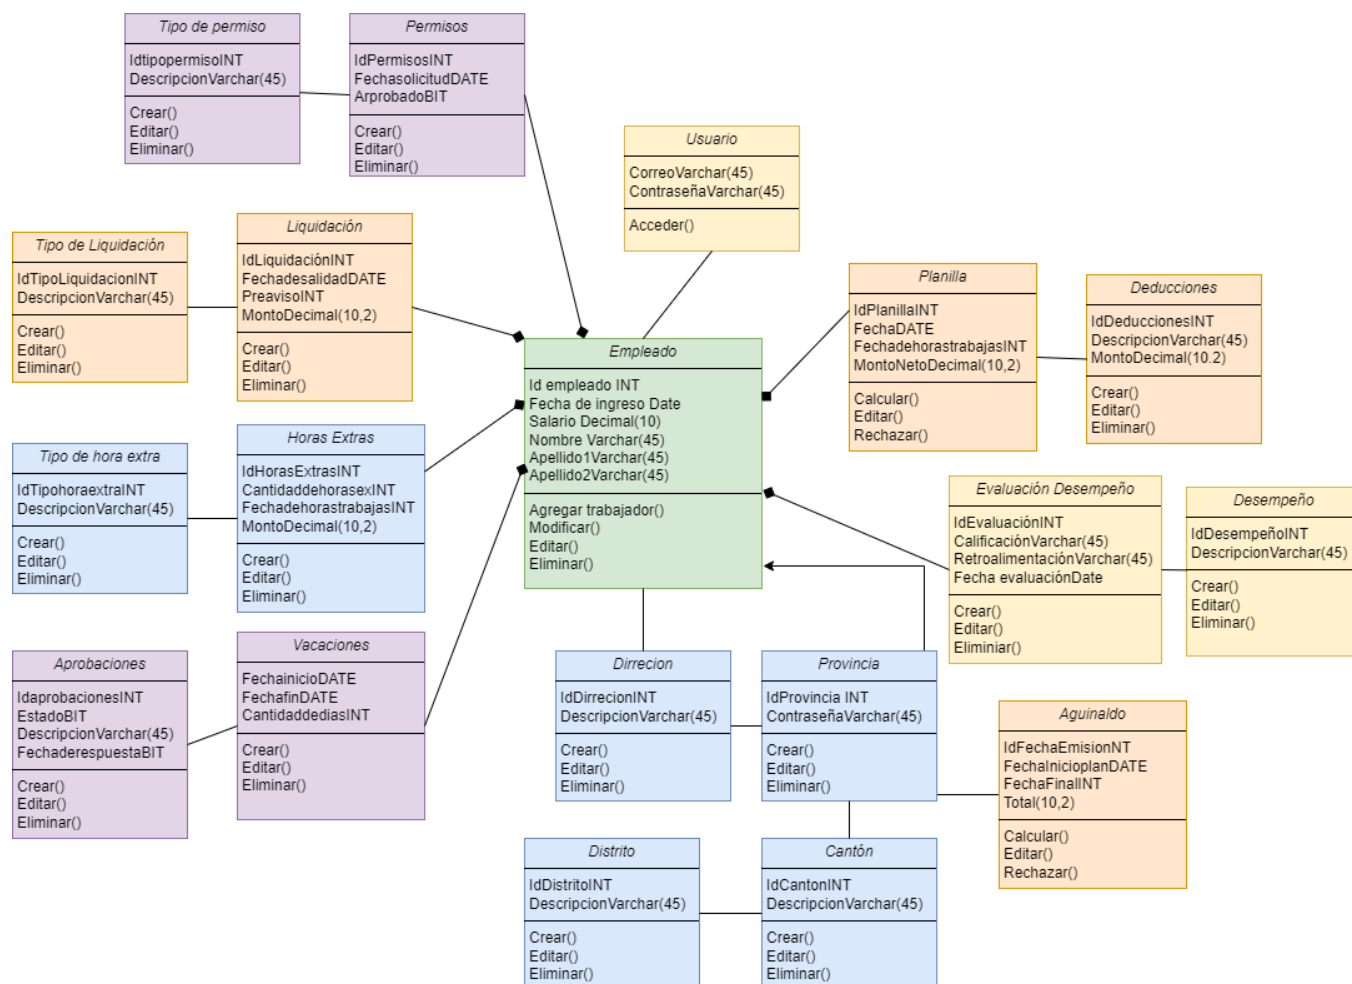 Tipo de permiso
IdtipopermisoINT
DescripcionVarchar(45)
Crear()
Editar()
Eliminar()
Permisos
IdPermisosINT
FechasolicitudDATE
ArprobadoBIT
Crear()
Editar()
Eliminar()
Usuario
CorreoVarchar(45)
ContraseñaVarchar(45)
Acceder()
Tipo de Liquidación
IdTipoLiquidacionINT
DescripcionVarchar(45)
Crear()
Editar()
Eliminar()
Liquidación
IdLiquidaciónINT
FechadesalidadDATE
PreavisoINT
MontoDecimal(10,2)
Crear()
Editar()
Eliminar()
Planilla
IdPlanillaINT
FechaDATE
FechadehorastrabajasINT
MontoNetoDecimal(10,2)
Calcular()
Editar()
Rechazar()
Deducciones
IdDeduccionesINT
DescripcionVarchar(45)
MontoDecimal(10.2)
Crear()
Editar()
Eliminar()
Empleado
Id empleado INT
Fecha de ingreso Date
Salario Decimal(10)
Nombre Varchar(45)
Apellido1Varchar(45)
Apellido2Varchar(45)
Agregar trabajador()
Modificar()
Editar()
Eliminar()
Tipo de hora extra
IdTipohoraextraINT
DescripcionVarchar(45)
Crear()
Editar()
Eliminar()
Horas Extras
IdHorasExtrasINT
CantidaddehorasexINT
FechadehorastrabajasINT
MontoDecimal(10,2)
Crear()
Editar()
Eliminar()
Evaluación Desempeño
IdEvaluaciónINT
CalificaciónVarchar(45)
RetroalimentaciónVarchar(45)
Fecha evaluaciónDate
Crear()
Editar()
Eliminiar()
Desempeño
IdDesempeñoINT
DescripcionVarchar(45)
Crear()
Editar()
Eliminar()
Aprobaciones
IdaprobacionesINT
EstadoBIT
DescripcionVarchar(45)
FechaderespuestaBIT
Crear()
Editar()
Eliminar()
Vacaciones
FechainicioDATE
FechafinDATE
CantidaddediasINT
Crear()
Editar()
Eliminar()
Dirrecion
IdDirrecionINT
DescripcionVarchar(45)
Crear()
Editar()
Eliminar()
Provincia
IdProvincia INT
ContraseñaVarchar(45)
Crear()
Editar()
Eliminar()
Aguinaldo
IdFechaEmisionNT
FechaInicioplanDATE
FechaFinalINT
Total(10,2)
Calcular()
Editar()
Rechazar()
Distrito
IdDistritoINT
DescripcionVarchar(45)
Crear()
Editar()
Eliminar()
Cantón
IdCantonINT
DescripcionVarchar(45)
Crear()
Editar()
Eliminar()